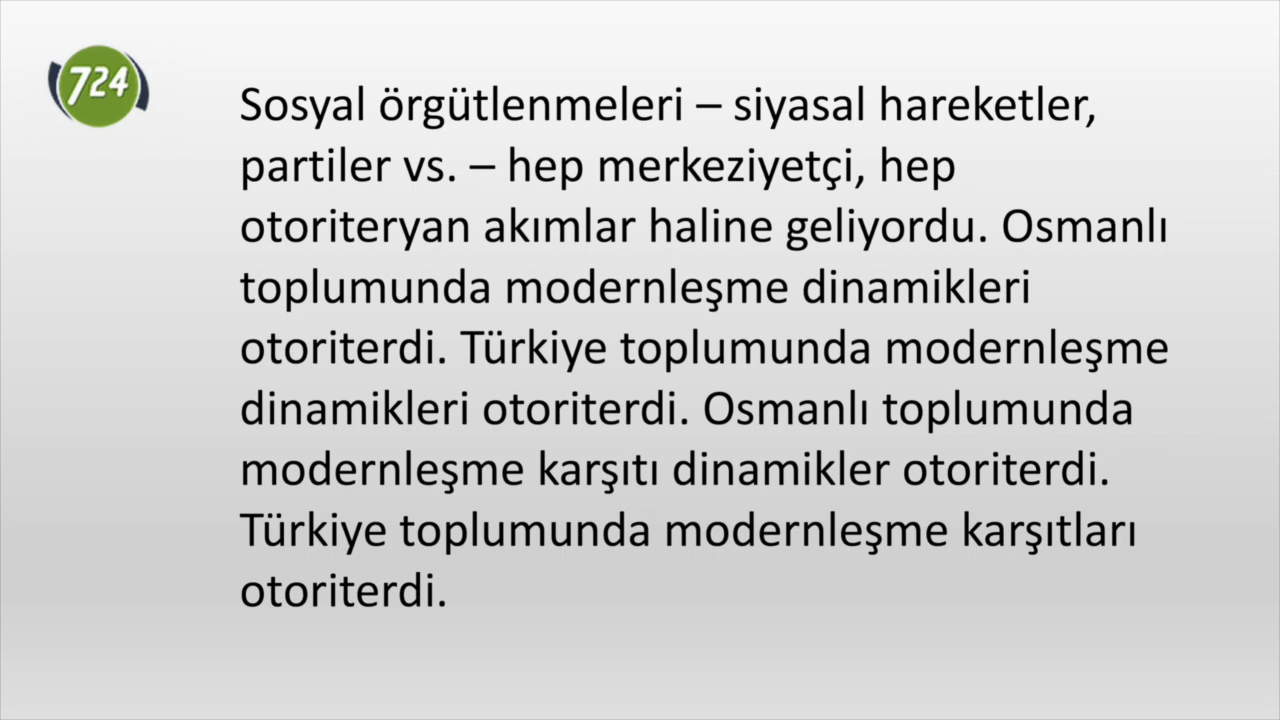 724
Sosyal örgütlenmeleri – siyasal hareketler,
partiler vs. – hep merkeziyetçi, hep
otoriteryan akımlar haline geliyordu. Osmanlı
toplumunda modernleşme dinamikleri
otoriterdi. Türkiye toplumunda modernleşme
dinamikleri otoriterdi. Osmanlı toplumunda
modernleşme karşıtı dinamikler otoriterdi.
Türkiye toplumunda modernleşme karşıtları
otoriterdi.